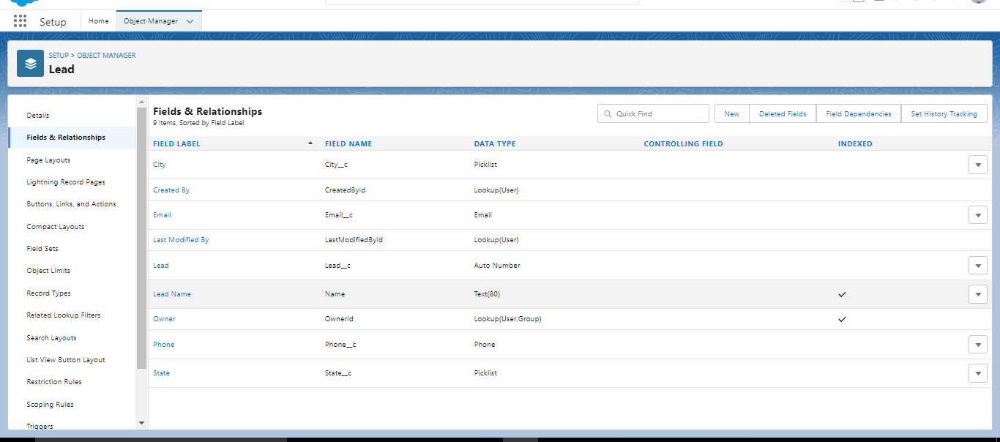 Setup
Home
Object Manager
SETUP > OBJECT MANAGER
Lead
Details
Fields & Relationships
Page Layouts
Lightning Record Pages
Buttons, Links, and Actions
Compact Layouts
Field Sets
Object Limits
Record Types
Related Lookup Filters
Search Layouts
List View Button Layout
Restriction Rules
Scoping Rules
Triggers
Fields & Relationships
9 Items, Sorted by Field Label
Quick Find
New
Deleted Fields
Field Dependencies
Set History Tracking
FIELD LABEL FIELD NAME DATA TYPE CONTROLLING FIELD INDEXED
City City__c Picklist
Created By CreatedById Lookup(User)
Email Email__c Email
Last Modified By LastModifiedById Lookup(User)
Lead Lead__c Auto Number
Lead Name Name Text(80)
Owner OwnerId Lookup(User,Group)
Phone Phone__c Phone
State State__c Picklist